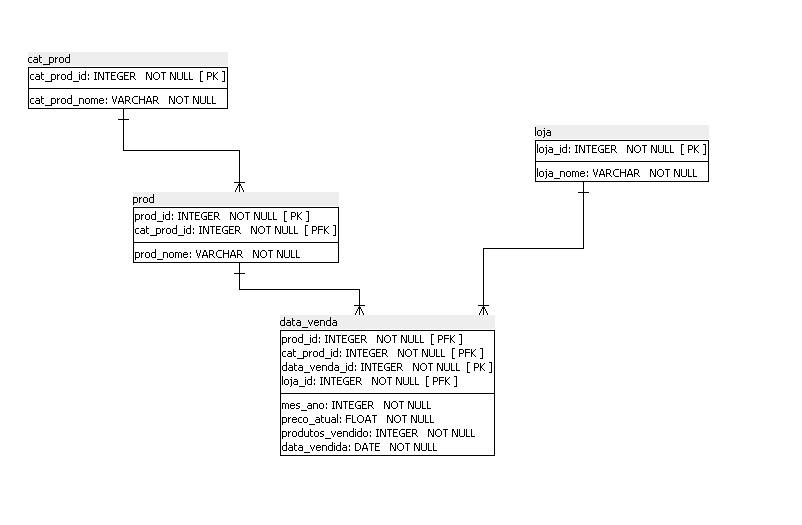 cat_prod
cat_prod_id: INTEGER NOT NULL [ PK ]
cat_prod_nome: VARCHAR NOT NULL
loja
loja_id: INTEGER NOT NULL [ PK ]
loja_nome: VARCHAR NOT NULL
prod
prod_id: INTEGER NOT NULL [ PK ]
cat_prod_id: INTEGER NOT NULL [ PFK ]
prod_nome: VARCHAR NOT NULL
data_venda
prod_id: INTEGER NOT NULL [ PFK ]
cat_prod_id: INTEGER NOT NULL [ PFK ]
data_venda_id: INTEGER NOT NULL [ PK ]
loja_id: INTEGER NOT NULL [ PFK ]
mes_ano: INTEGER NOT NULL
preco_atual: FLOAT NOT NULL
produtos_vendido: INTEGER NOT NULL
data_vendida: DATE NOT NULL